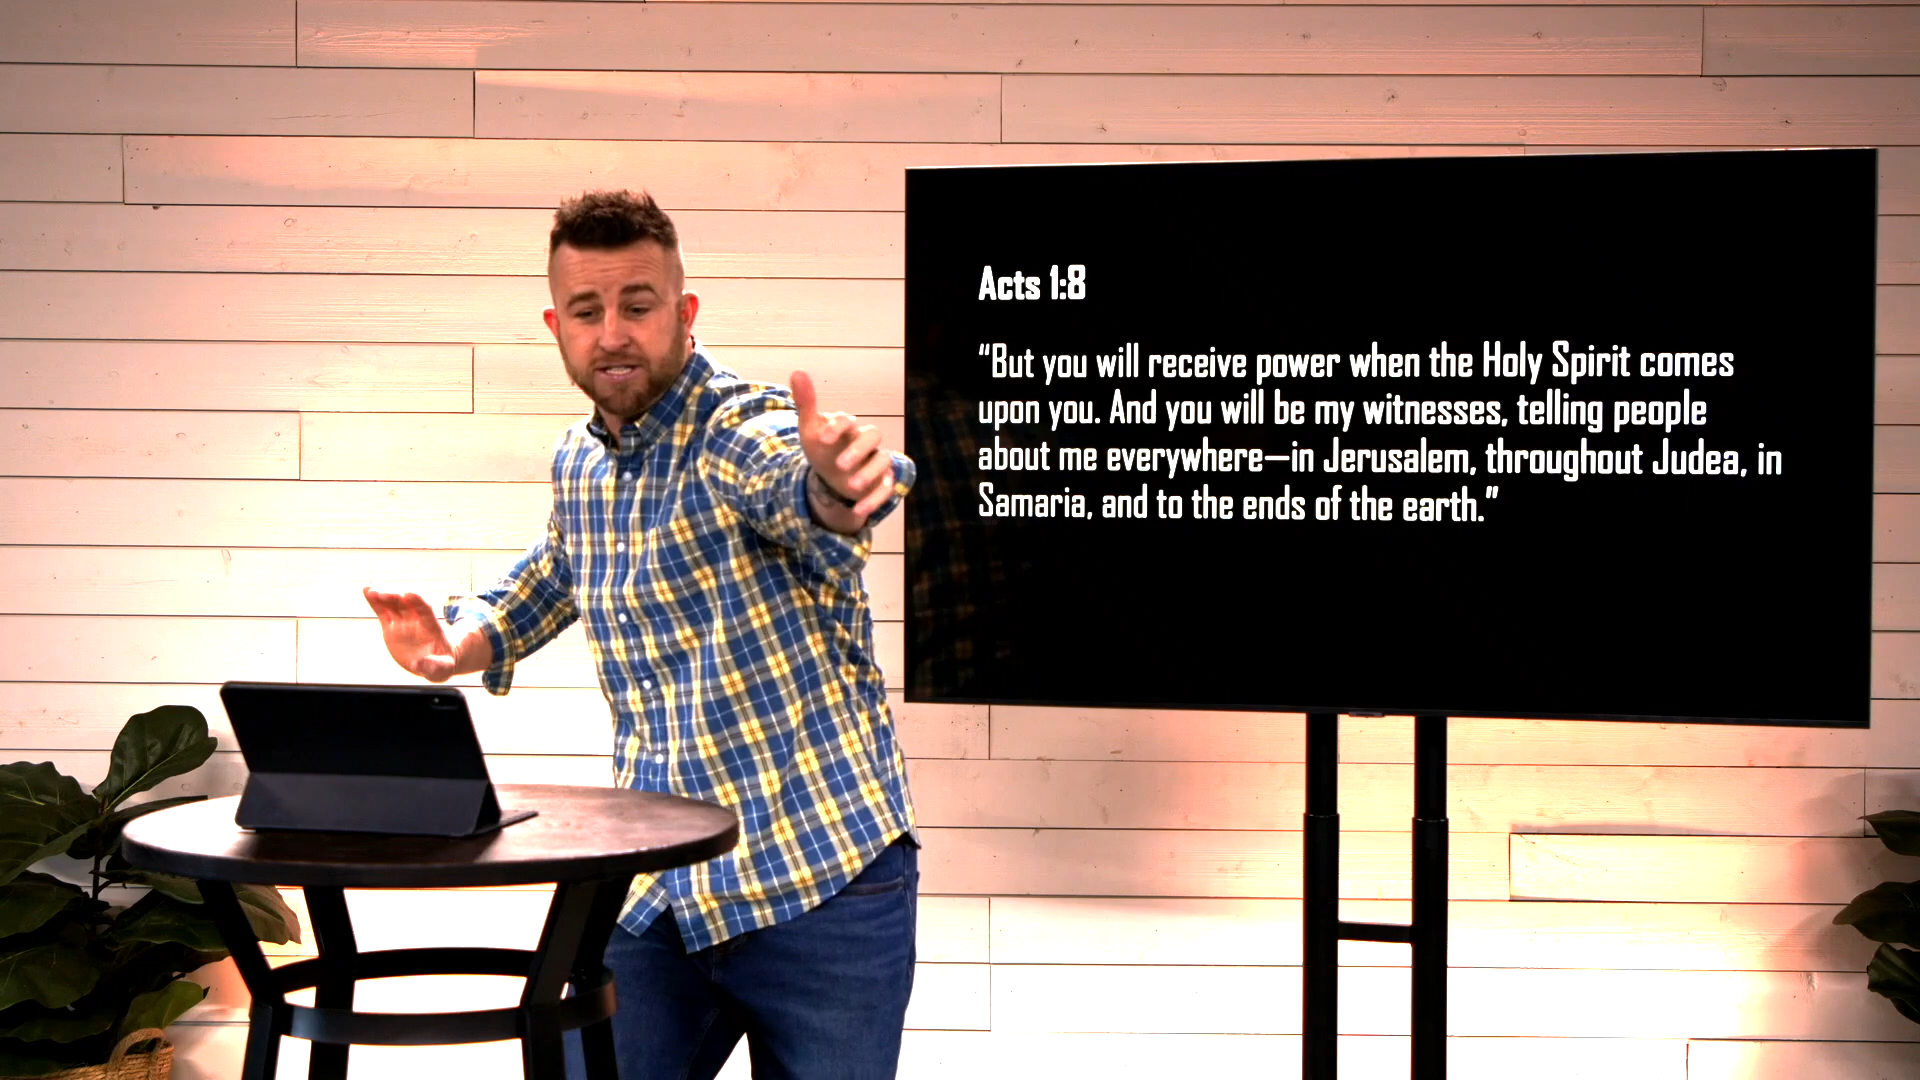 Acts 1:8
“But you will receive power when the Holy Spirit comes
upon you. And you will be my witnesses, telling people
about me everywhere—in Jerusalem, throughout Judea, in
Samaria, and to the ends of the earth.”